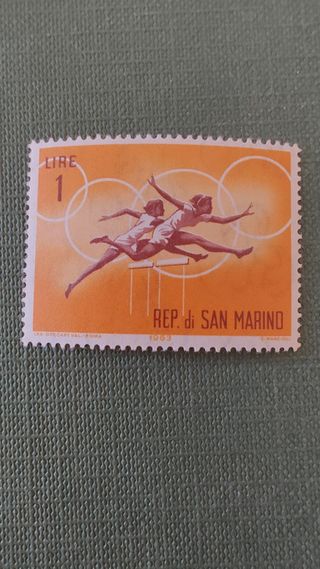 LIRE
1
REP. di SAN MARINO
1963